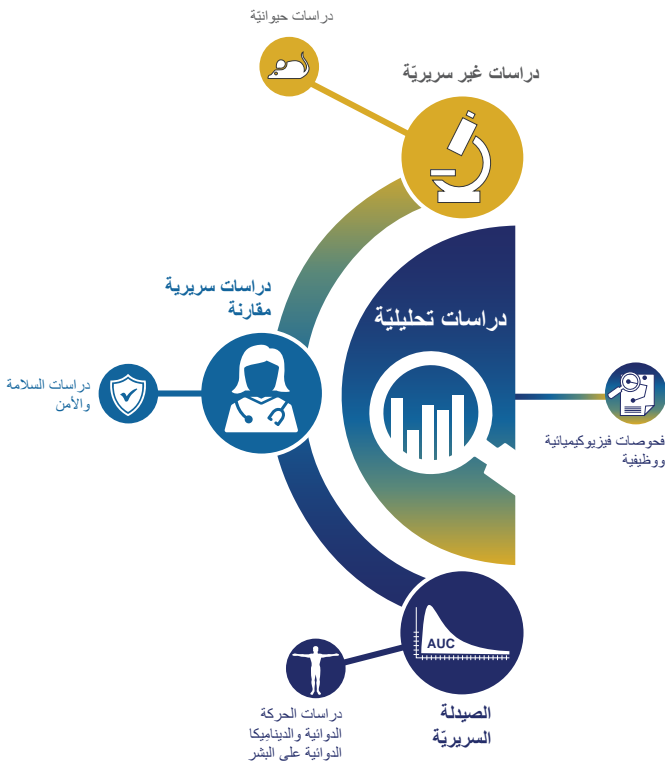 دراسات حيوانيّة
دراسات غير سريريّة
دراسات سريرية
مقارنة
دراسات تحليليّة
دراسات السلامة
والأمن
فحوصات فيزيوكيميائية
ووظيفية
AUC
الصيدلة
السريريّة
دراسات الحركة
الدوائية والديناميكا
الدوائية على البشر